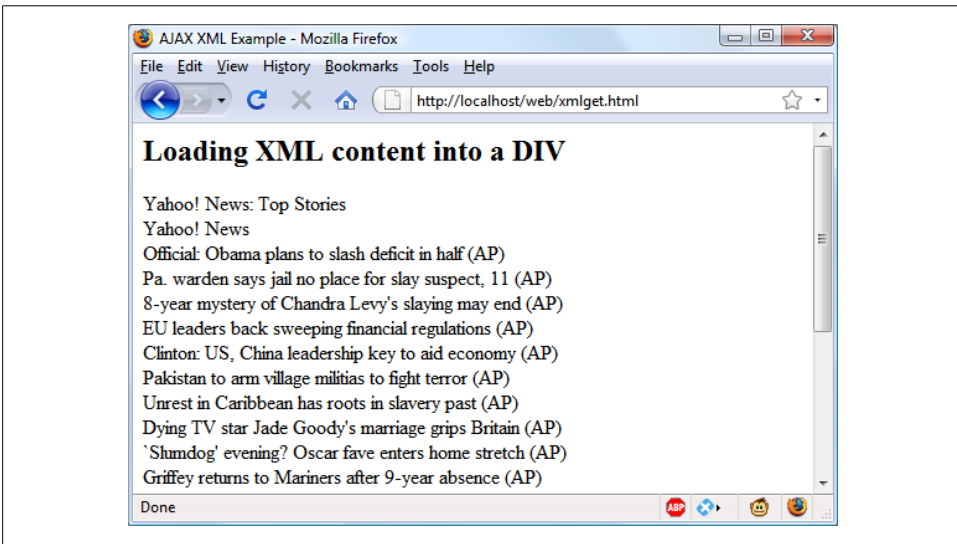 AJAX XML Example - Mozilla Firefox
File Edit View History Bookmarks Tools Help
http://localhost/web/xmlget.html
Loading XML content into a DIV
Yahoo! News: Top Stories
Yahoo! News
Official: Obama plans to slash deficit in half (AP)
Pa. warden says jail no place for slay suspect, 11 (AP)
8-year mystery of Chandra Levy's slaying may end (AP)
EU leaders back sweeping financial regulations (AP)
Clinton: US, China leadership key to aid economy (AP)
Pakistan to arm village militias to fight terror (AP)
Unrest in Caribbean has roots in slavery past (AP)
Dying TV star Jade Goody's marriage grips Britain (AP)
`Slumdog' evening? Oscar fave enters home stretch (AP)
Griffey returns to Mariners after 9-year absence (AP)
Done ABP